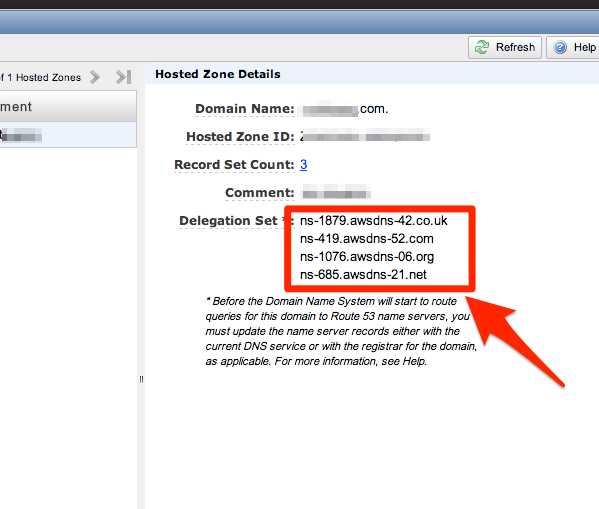 Refresh
Help
of 1 Hosted Zones
Hosted Zone Details
ment
Domain Name: .com.
Hosted Zone ID:
Record Set Count: 3
Comment:
Delegation Set *: ns-1879.awsdns-42.co.uk
ns-419.awsdns-52.com
ns-1076.awsdns-06.org
ns-685.awsdns-21.net
* Before the Domain Name System will start to route
queries for this domain to Route 53 name servers, you
must update the name server records either with the
current DNS service or with the registrar for the domain,
as applicable. For more information, see Help.